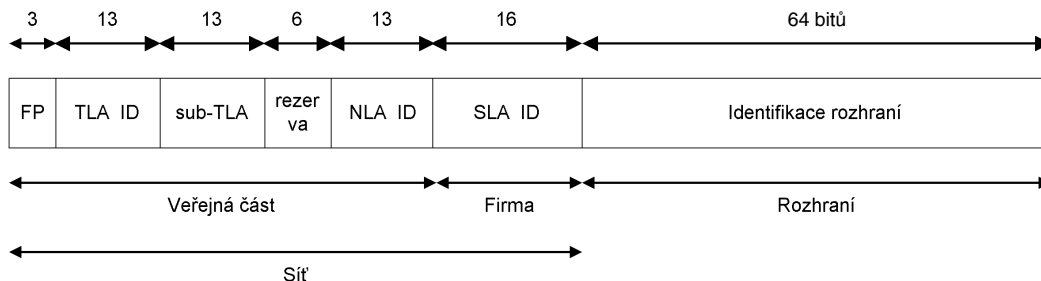 3 13 13 6 13 16 64 bitů
FP TLA ID sub-TLA rezer va NLA ID SLA ID Identifikace rozhraní
Veřejná část Firma Rozhraní
Síť